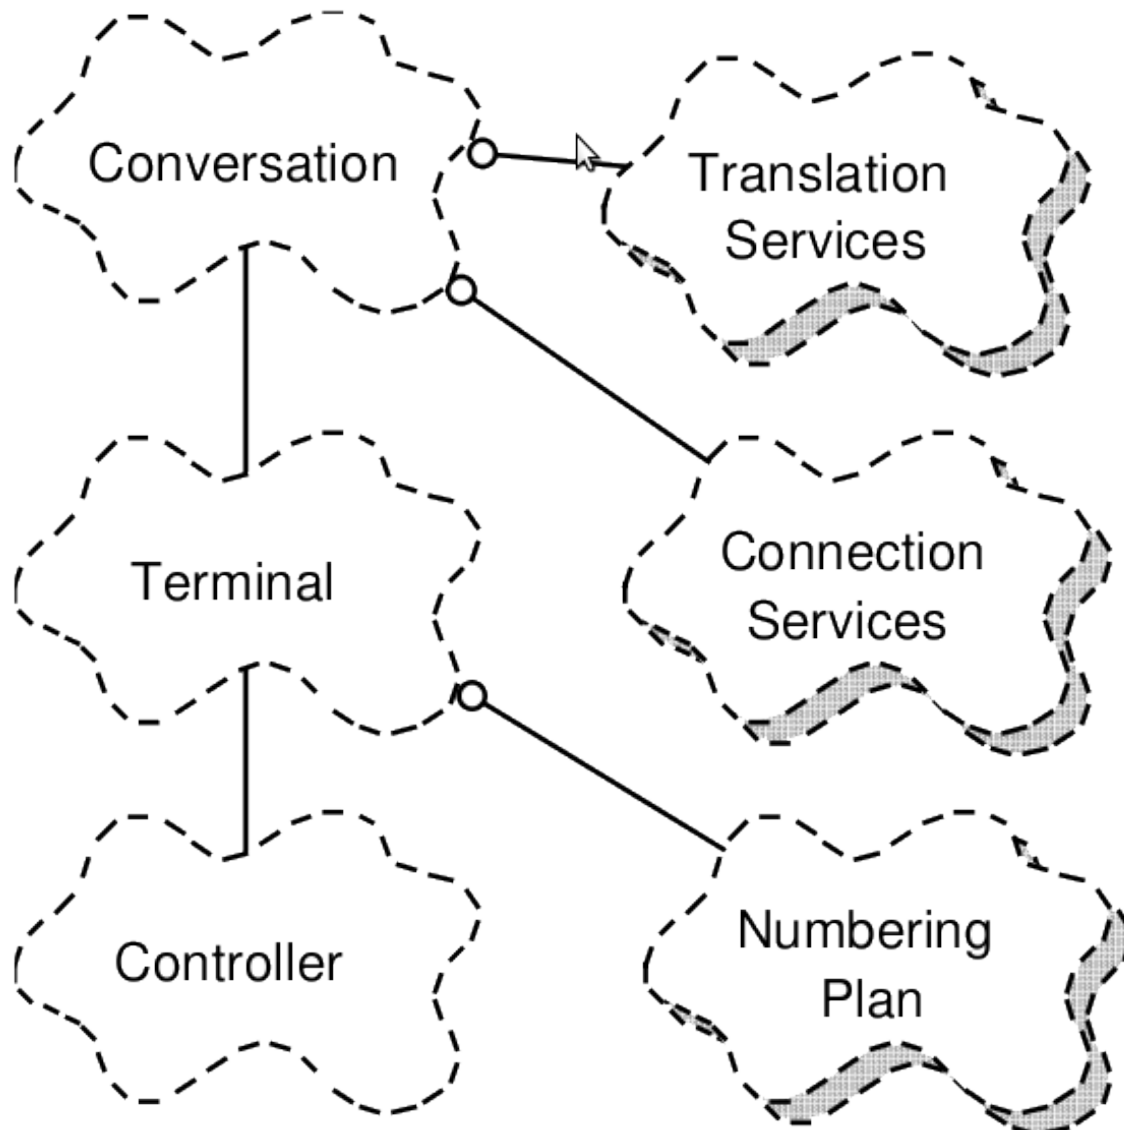 Conversation
Translation
Services
Terminal
Connection
Services
Controller
Numbering
Plan